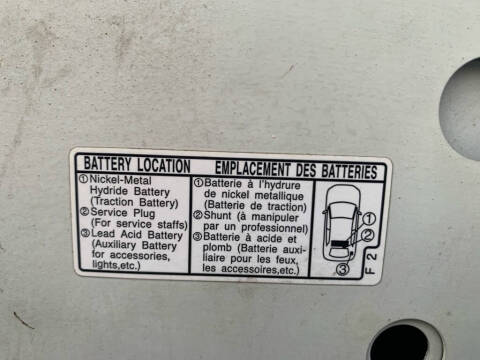 BATTERY LOCATION
①Nickel-Metal
Hydride Battery
(Traction Battery)
②Service Plug
(For service staffs)
③Lead Acid Battery
(Auxiliary Battery
for accessories,
lights,etc.)
EMPLACEMENT DES BATTERIES
①Batterie à l'hydrure
de nickel metallique
(Batterie de traction)
②Shunt (à manipuler
par un professionnel)
③Batterie à acide et
plomb (Batterie auxi-
liaire pour les feux,
les accessoires,etc.)
①
②
③
F 2